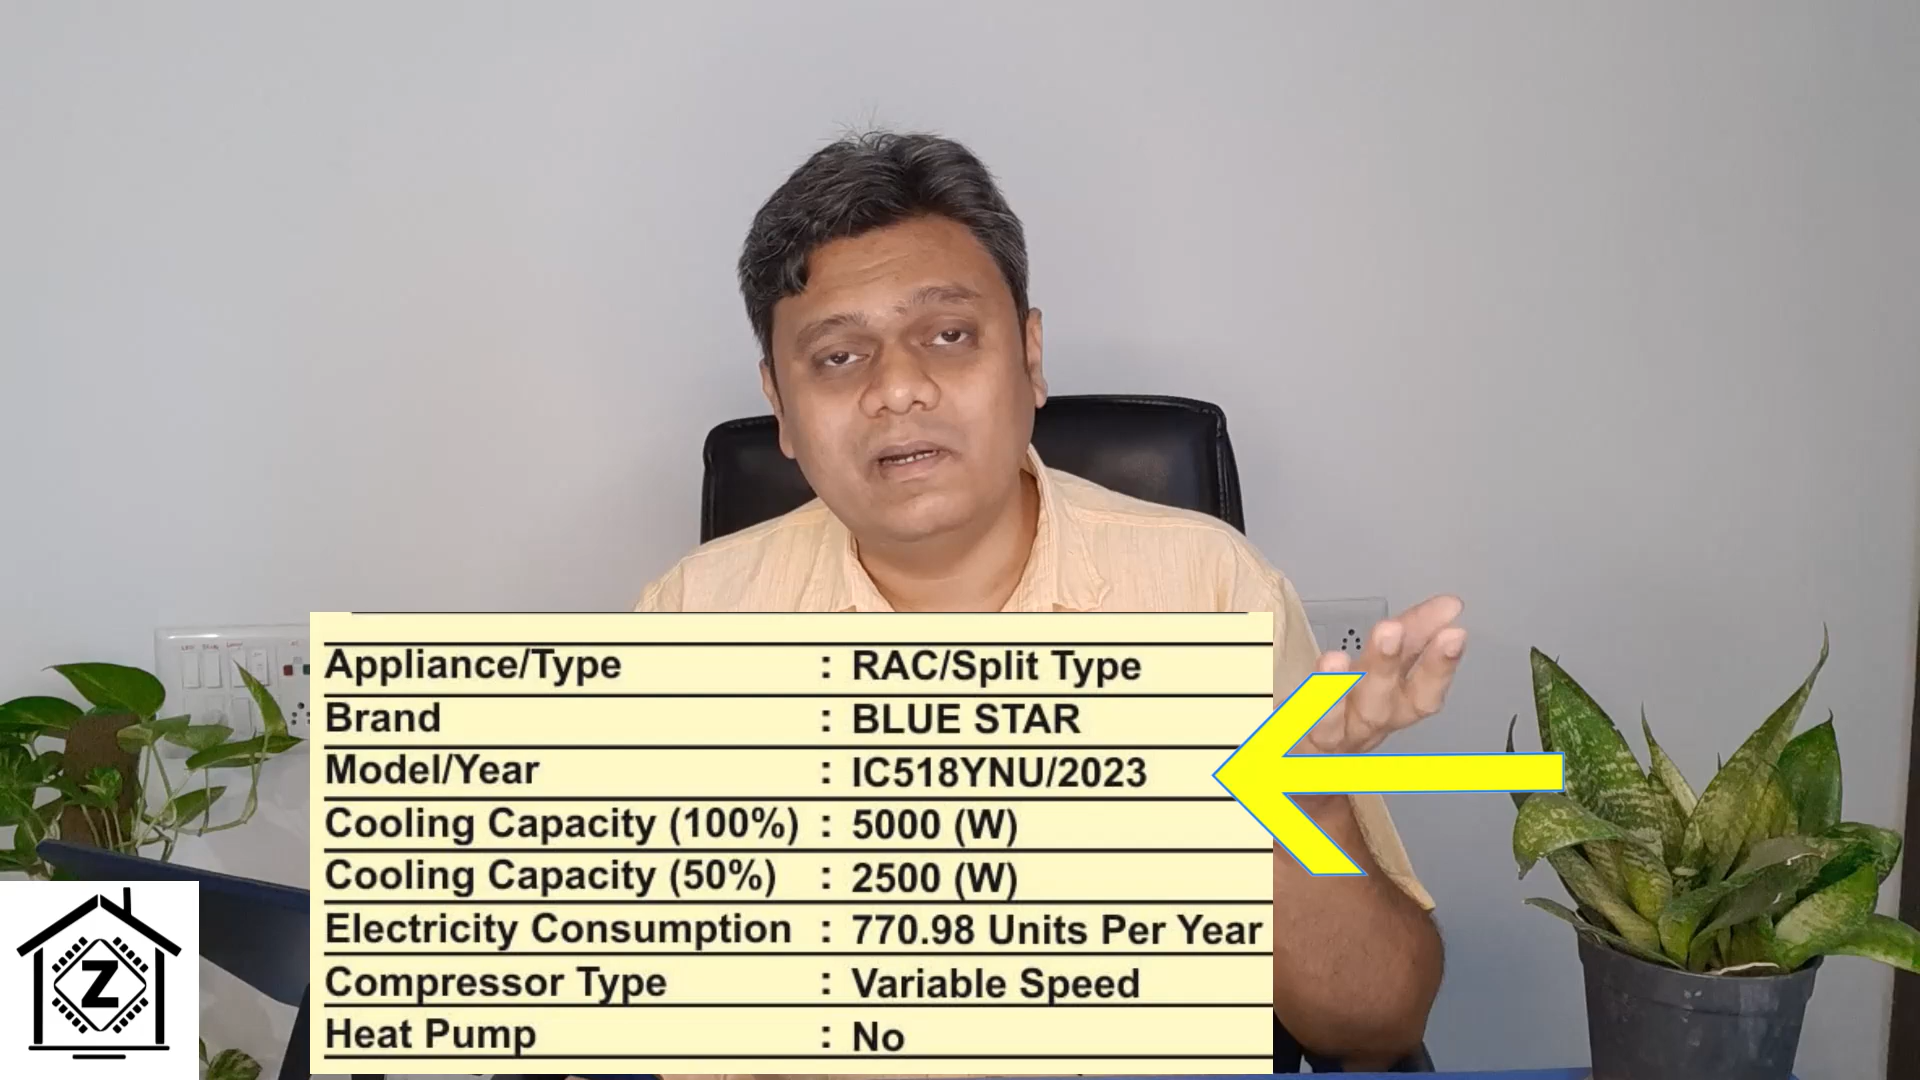 Appliance/Type : RAC/Split Type
Brand : BLUE STAR
Model/Year : IC518YNU/2023
Cooling Capacity (100%) : 5000 (W)
Cooling Capacity (50%) : 2500 (W)
Electricity Consumption : 770.98 Units Per Year
Compressor Type : Variable Speed
Heat Pump : No
Z